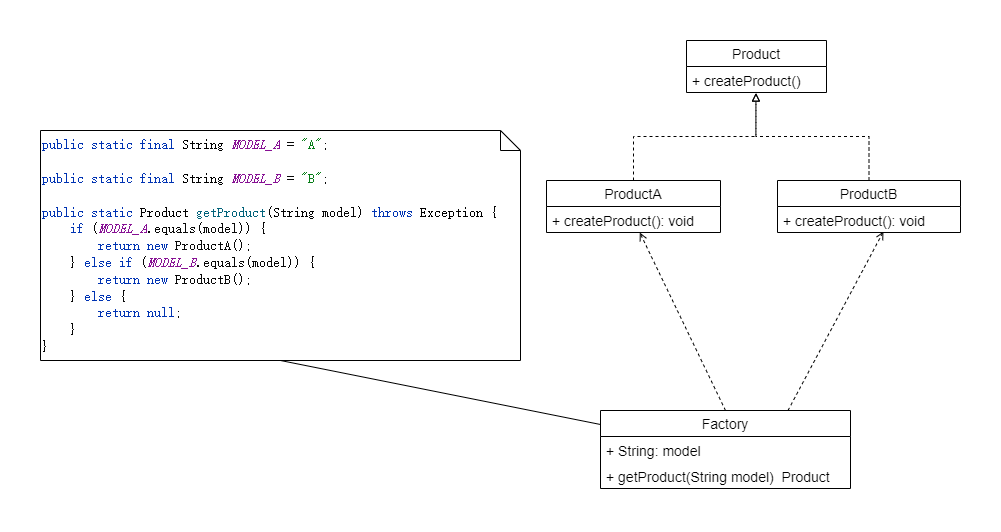 Product
+ createProduct()
public static final String MODEL_A = "A";
public static final String MODEL_B = "B";
public static Product getProduct(String model) throws Exception {
if (MODEL_A.equals(model)) {
return new ProductA();
} else if (MODEL_B.equals(model)) {
return new ProductB();
} else {
return null;
}
}
ProductA
+ createProduct(): void
ProductB
+ createProduct(): void
Factory
+ String: model
+ getProduct(String model)  Product